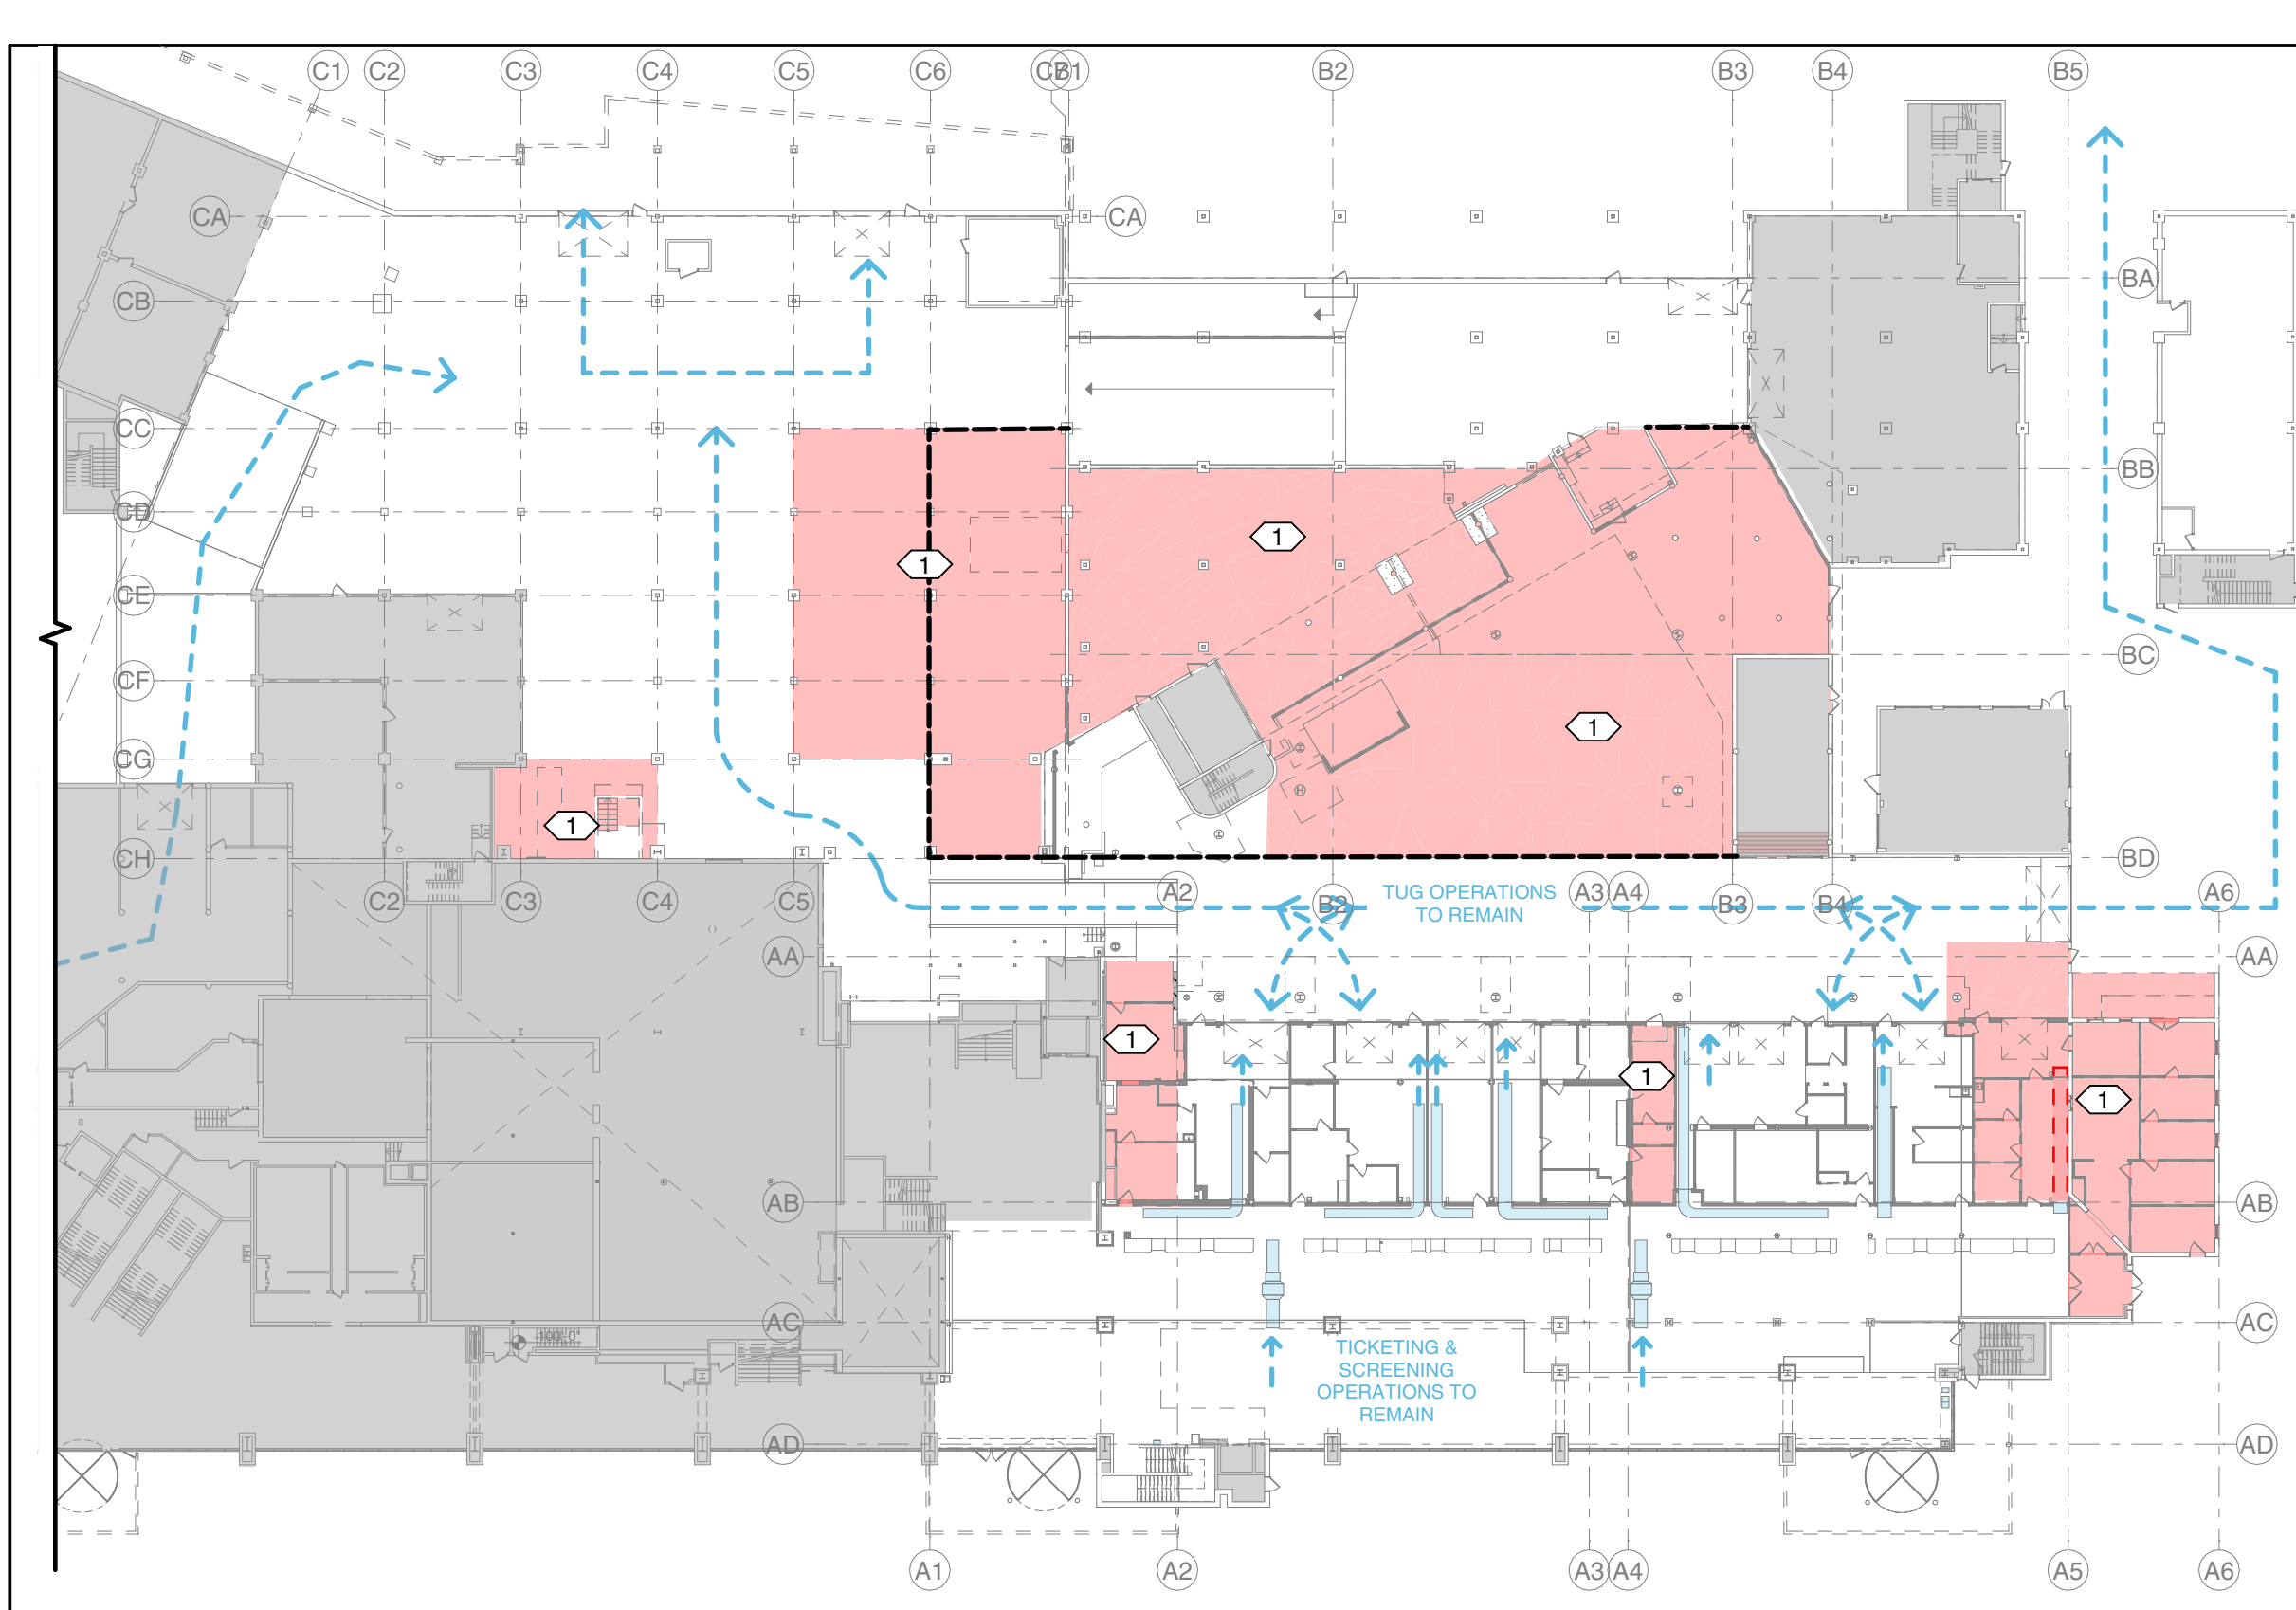 C1 C2 C3 C4 C5 C6 C7 B1 B2 B3 B4 B5
CA CA
BA
CB
CC
BB
CD
1
1
CE
BC
CF
1
CG
1
CH
BD
C2 C3 C4 C5 A2 B2 A3 A4 B3 B4 A6
TUG OPERATIONS
TO REMAIN
AA AA
1
1
1
AB AB
AC AC
100'-0"
TICKETING &
SCREENING
OPERATIONS TO
REMAIN
AD AD
A1 A2 A3 A4 A5 A6